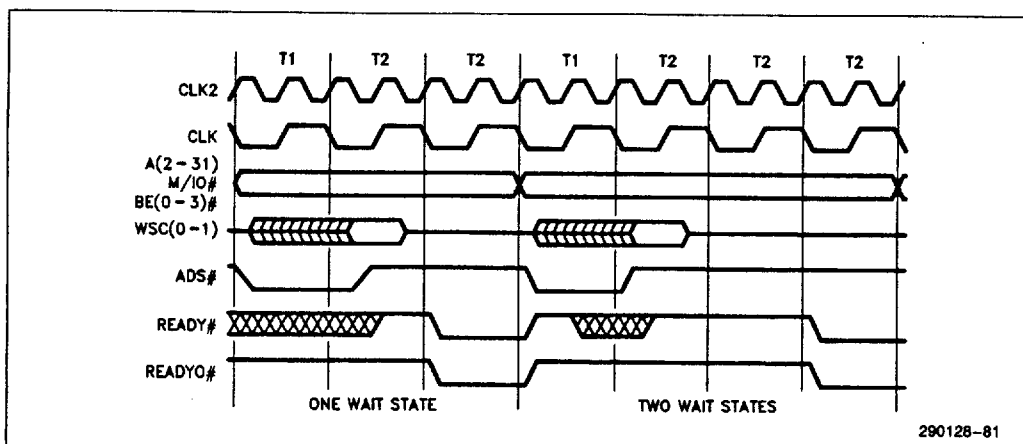 T1 T2 T2 T1 T2 T2 T2
CLK2
CLK
A(2-31)
M/IO#
BE(0-3)#
WSC(0-1)
ADS#
READY#
READYO#
ONE WAIT STATE TWO WAIT STATES
290128-81